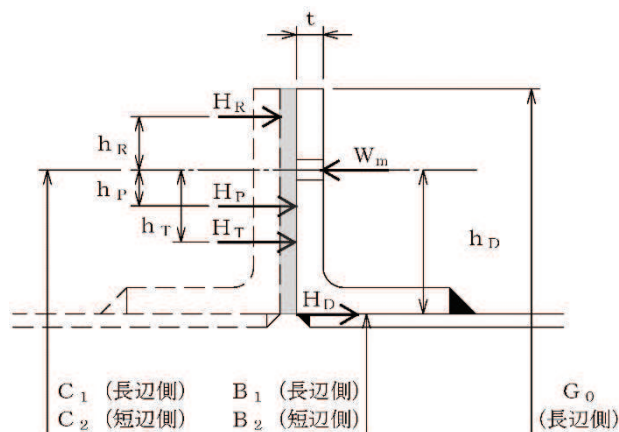 t
H R
W m
h R
h P
H P
h T
H T
h D
H D
C 1 (長辺側)
C 2 (短辺側)
B 1 (長辺側)
B 2 (短辺側)
G 0
(長辺側)